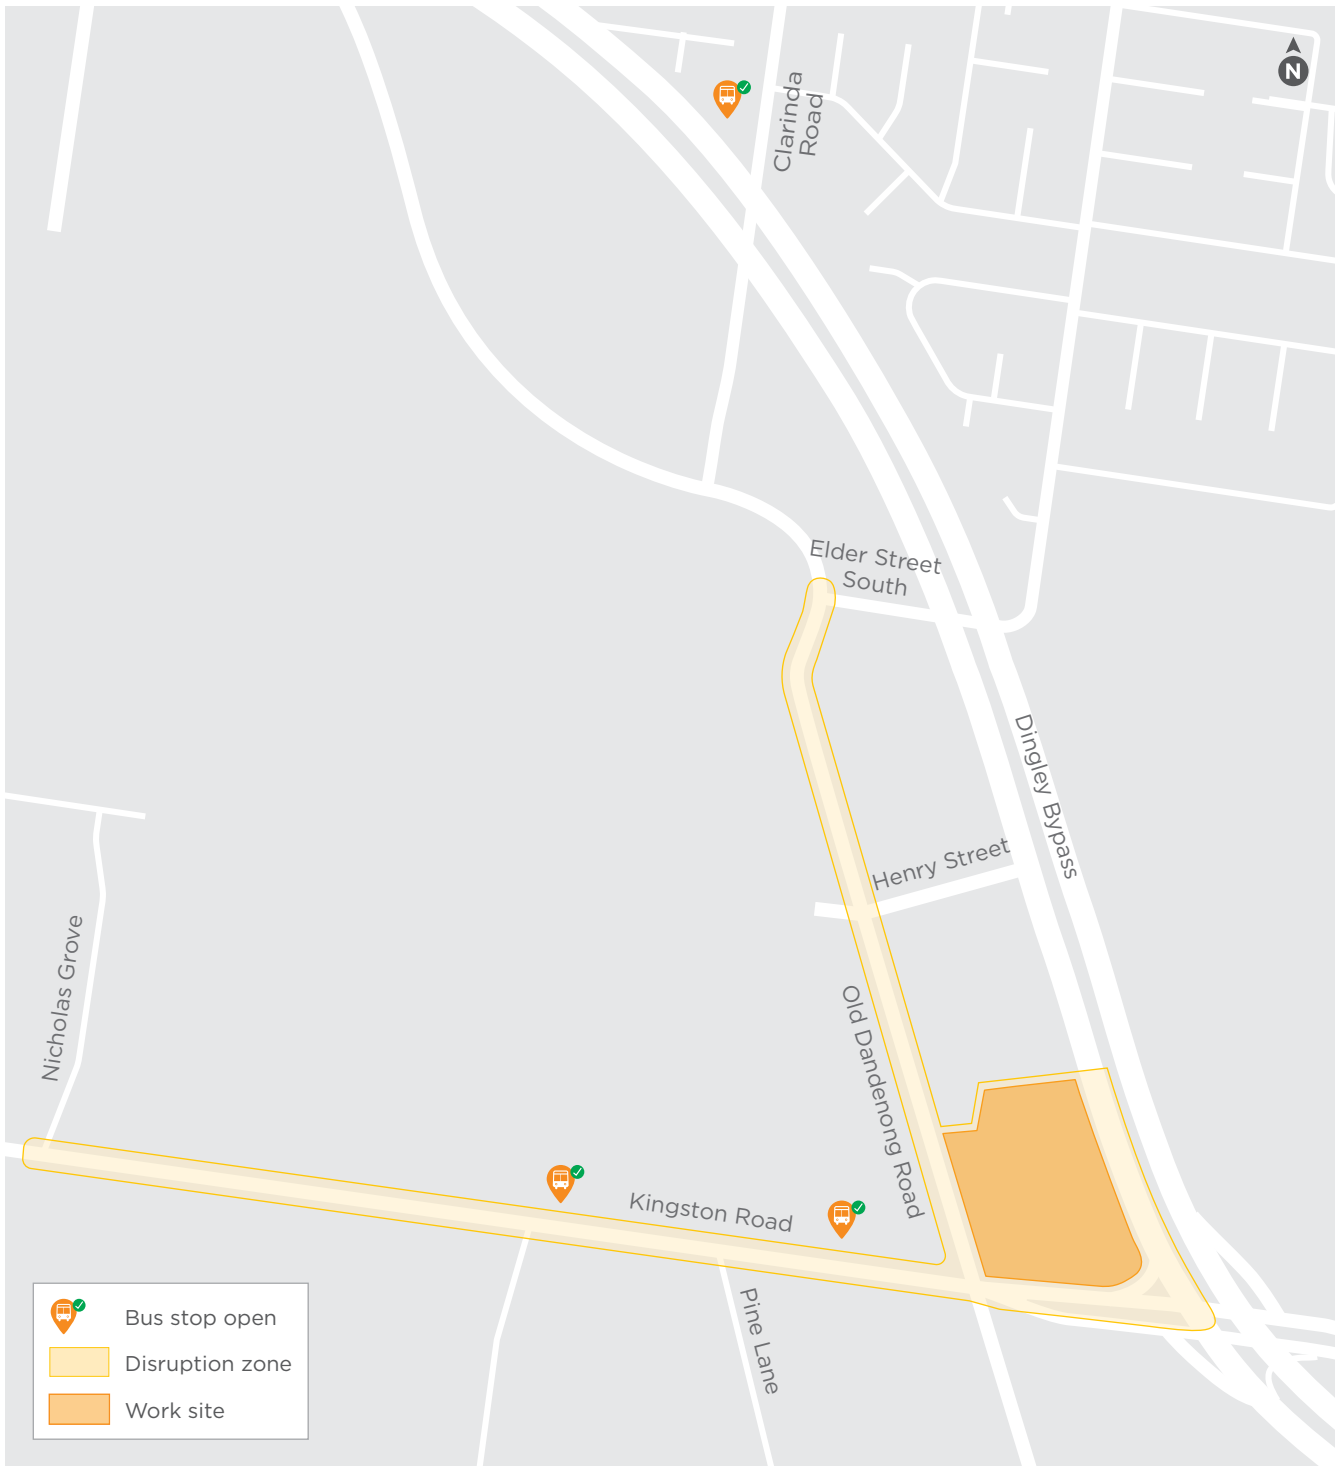 N
Clarinda
Road
Elder Street
South
Dingley Bypass
Henry Street
Nicholas Grove
Old Dandenong Road
Kingston Road
Pine Lane
Bus stop open
Disruption zone
Work site